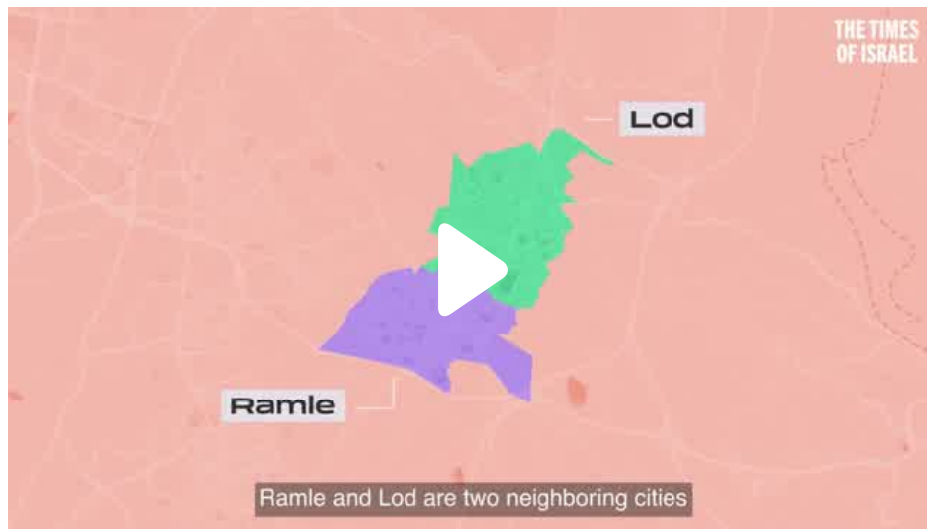 THE TIMES
OF ISRAEL
Lod
Ramle
Ramle and Lod are two neighboring cities